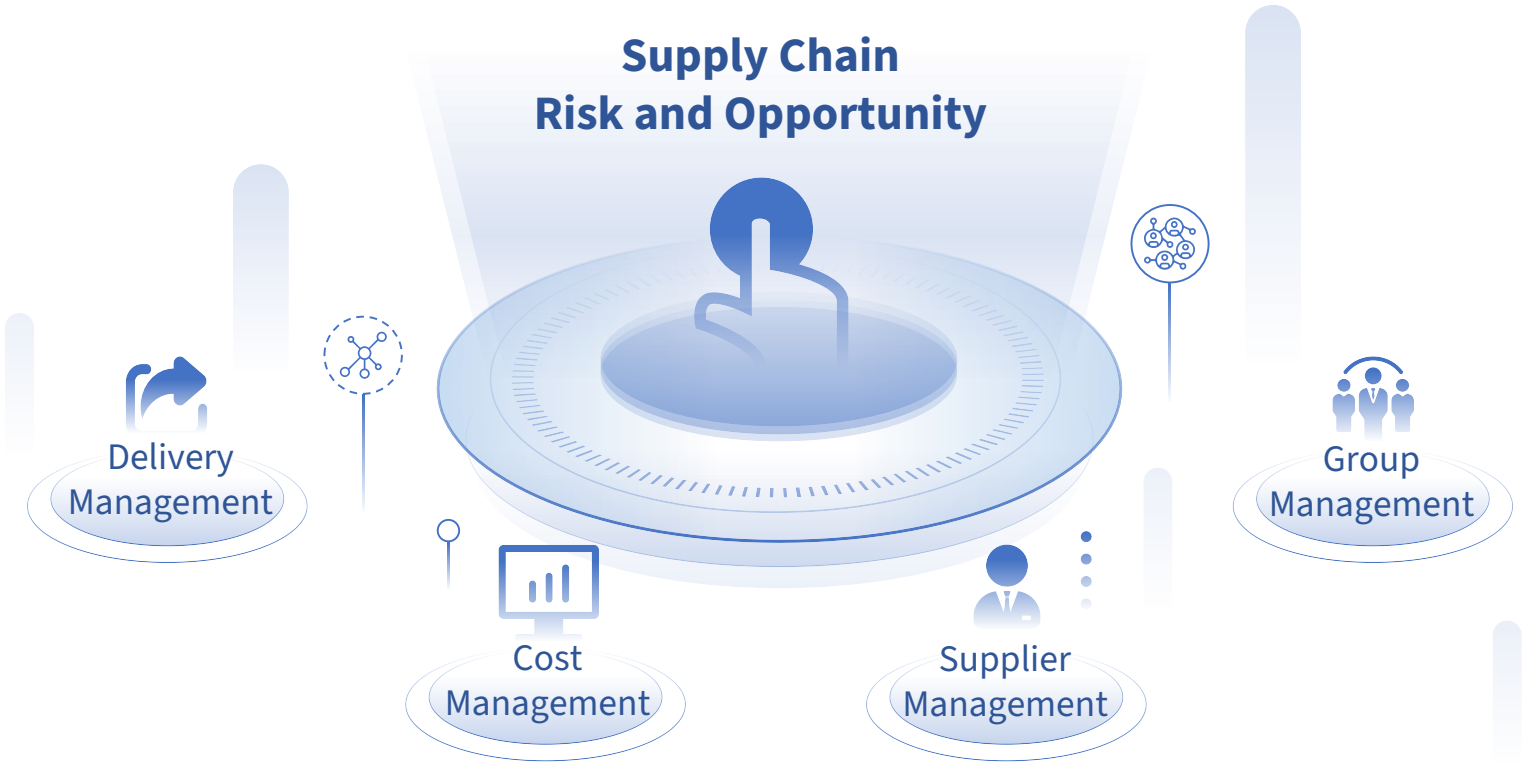 Supply Chain
Risk and Opportunity
Delivery
Management
Cost
Management
Supplier
Management
Group
Management